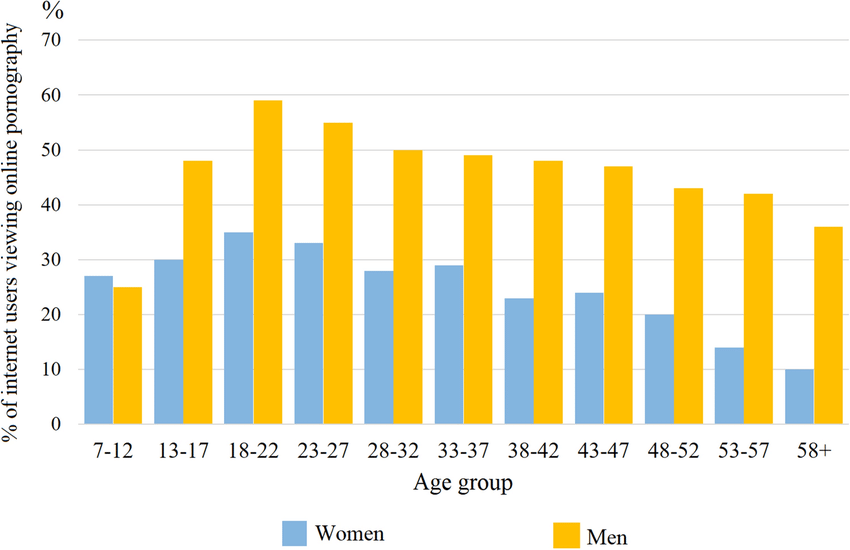 %
% of internet users viewing online pornography
70
60
50
40
30
20
10
0
7-12 13-17 18-22 23-27 28-32 33-37 38-42 43-47 48-52 53-57 58+
Age group
Women Men